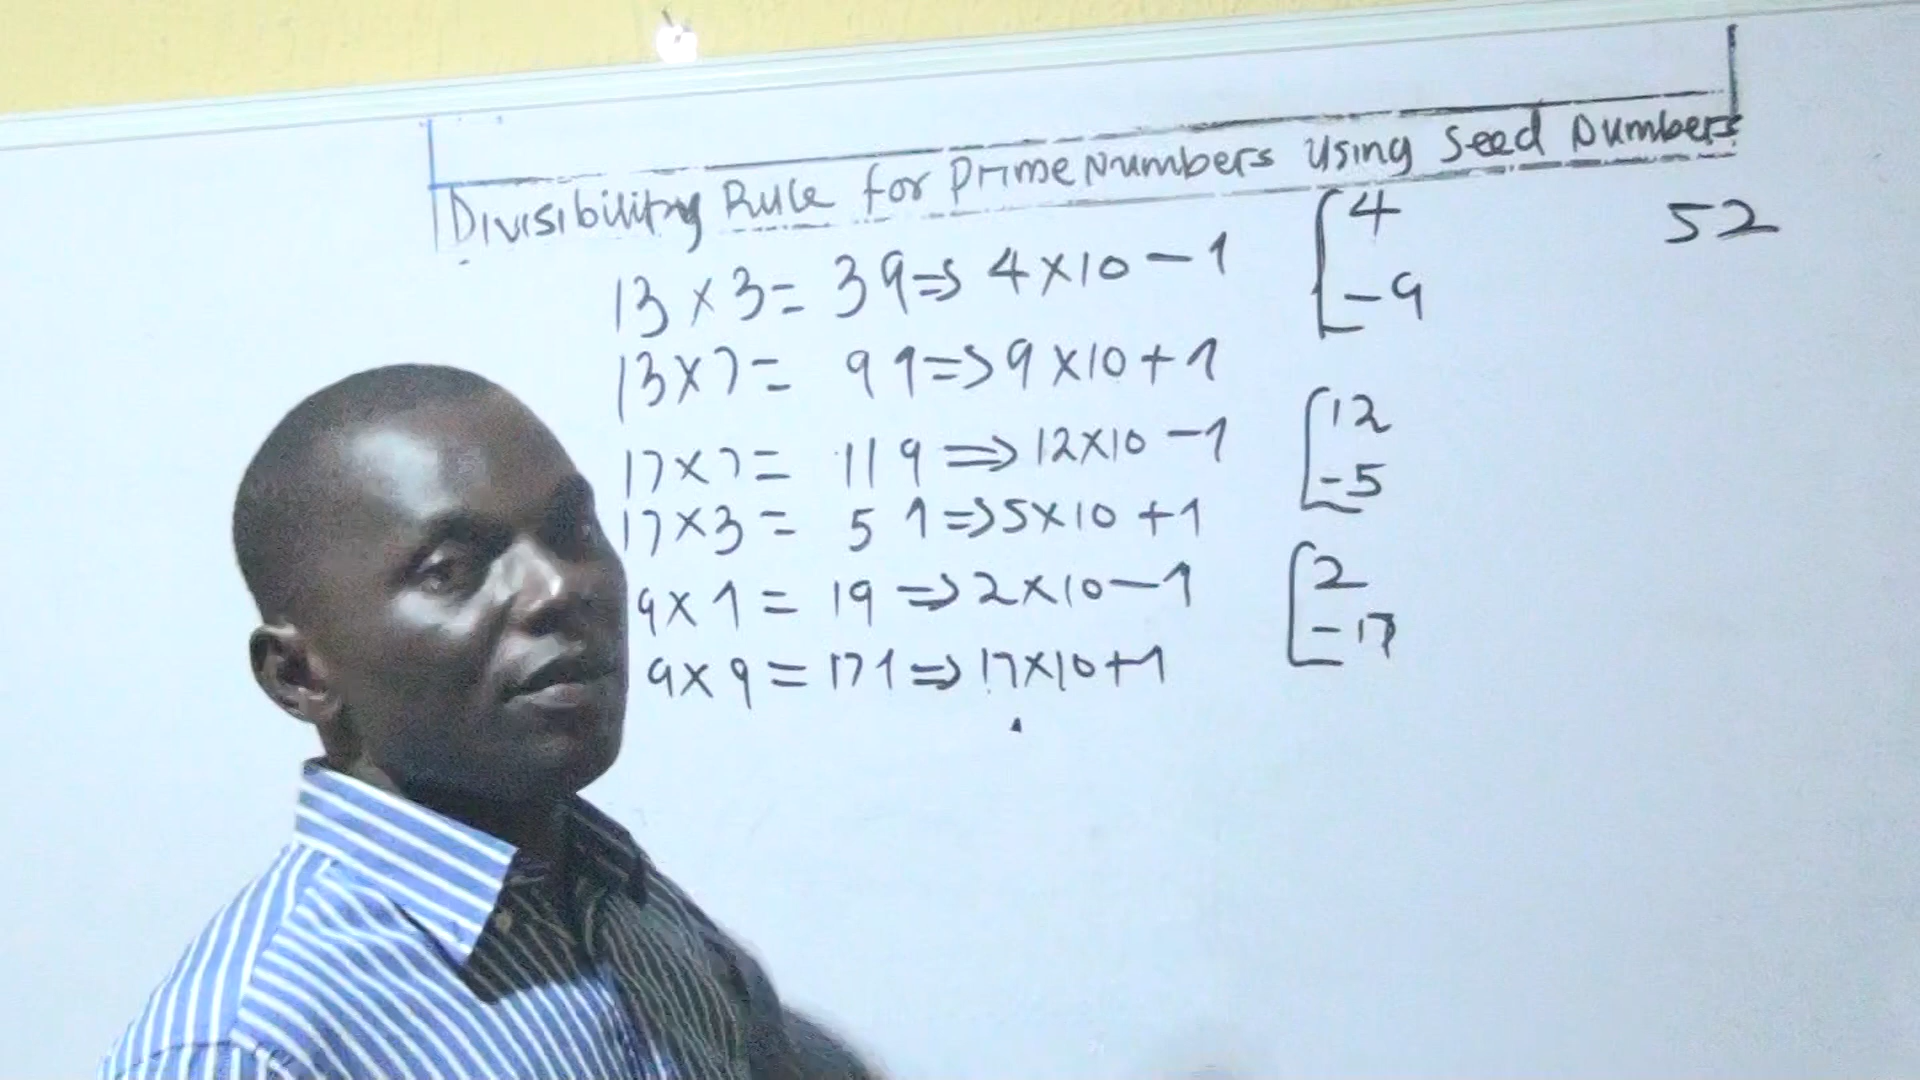 Divisibility Rule for Prime Numbers Using Seed Numbers
13 × 3 = 39 ⇒ 4 × 10 − 1 [4
−9 52
13 × 7 = 91 ⇒ 9 × 10 + 1
17 × 7 = 119 ⇒ 12 × 10 − 1 [12
−5
17 × 3 = 51 ⇒ 5 × 10 + 1
9 × 1 = 19 ⇒ 2 × 10 − 1 [2
−17
9 × 9 = 171 ⇒ 17 × 10 + 1